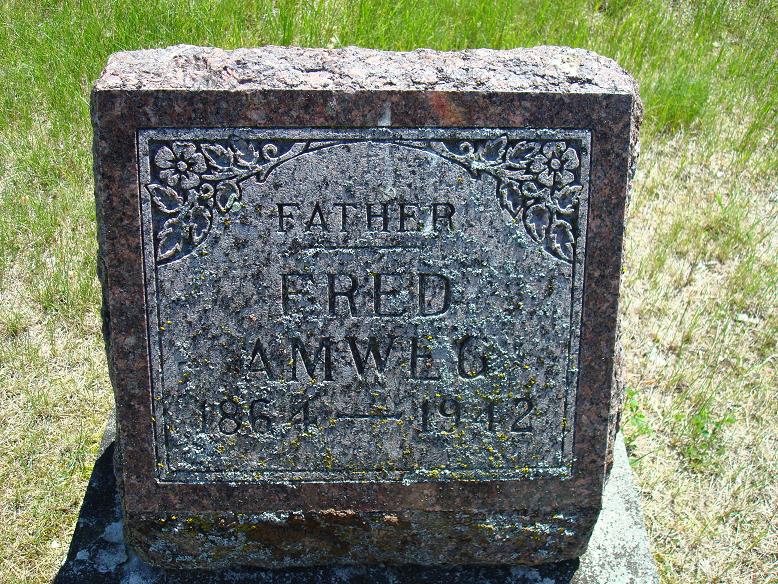 FATHER
FRED
AMWEG
1864 — 1942